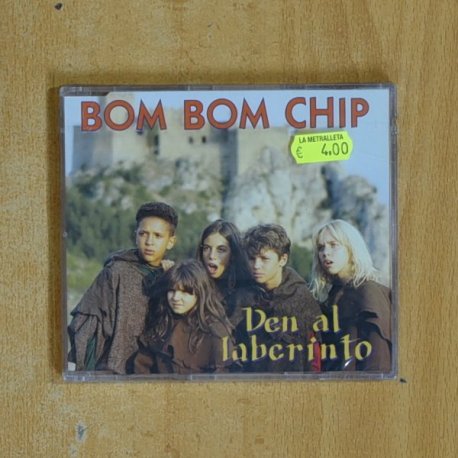 BOM BOM CHIP
LA METRALLETA
€ 4.00
Ven al
laberinto